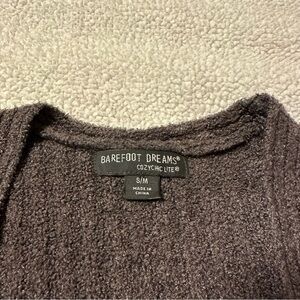 BAREFOOT DREAMS®
COZYCHIC LITE®
S/M
MADE IN
CHINA